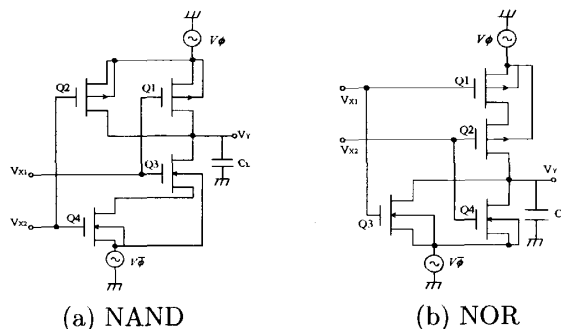 Vϕ
Q2
Q1
VY
CL
Q3
VX1
VX2
Q4
Vϕ̅
(a) NAND
Vϕ
Q1
VX1
Q2
VX2
VY
Q3
Q4
C
Vϕ̅
(b) NOR